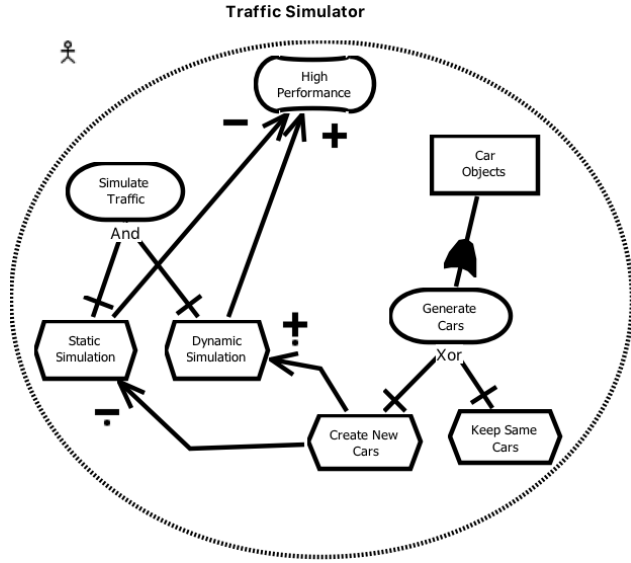 Traffic Simulator
High
Performance
−
+
Car
Objects
Simulate
Traffic
And
Generate
Cars
Xor
Static
Simulation
Dynamic
Simulation
+
Create New
Cars
Keep Same
Cars
−